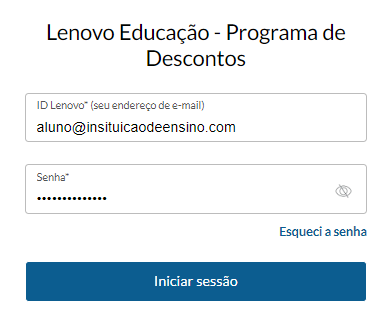 Lenovo Educação - Programa de
Descontos
ID Lenovo* (seu endereço de e-mail)
aluno@insituicaodeensino.com
Senha*
••••••••••••••
Esqueci a senha
Iniciar sessão